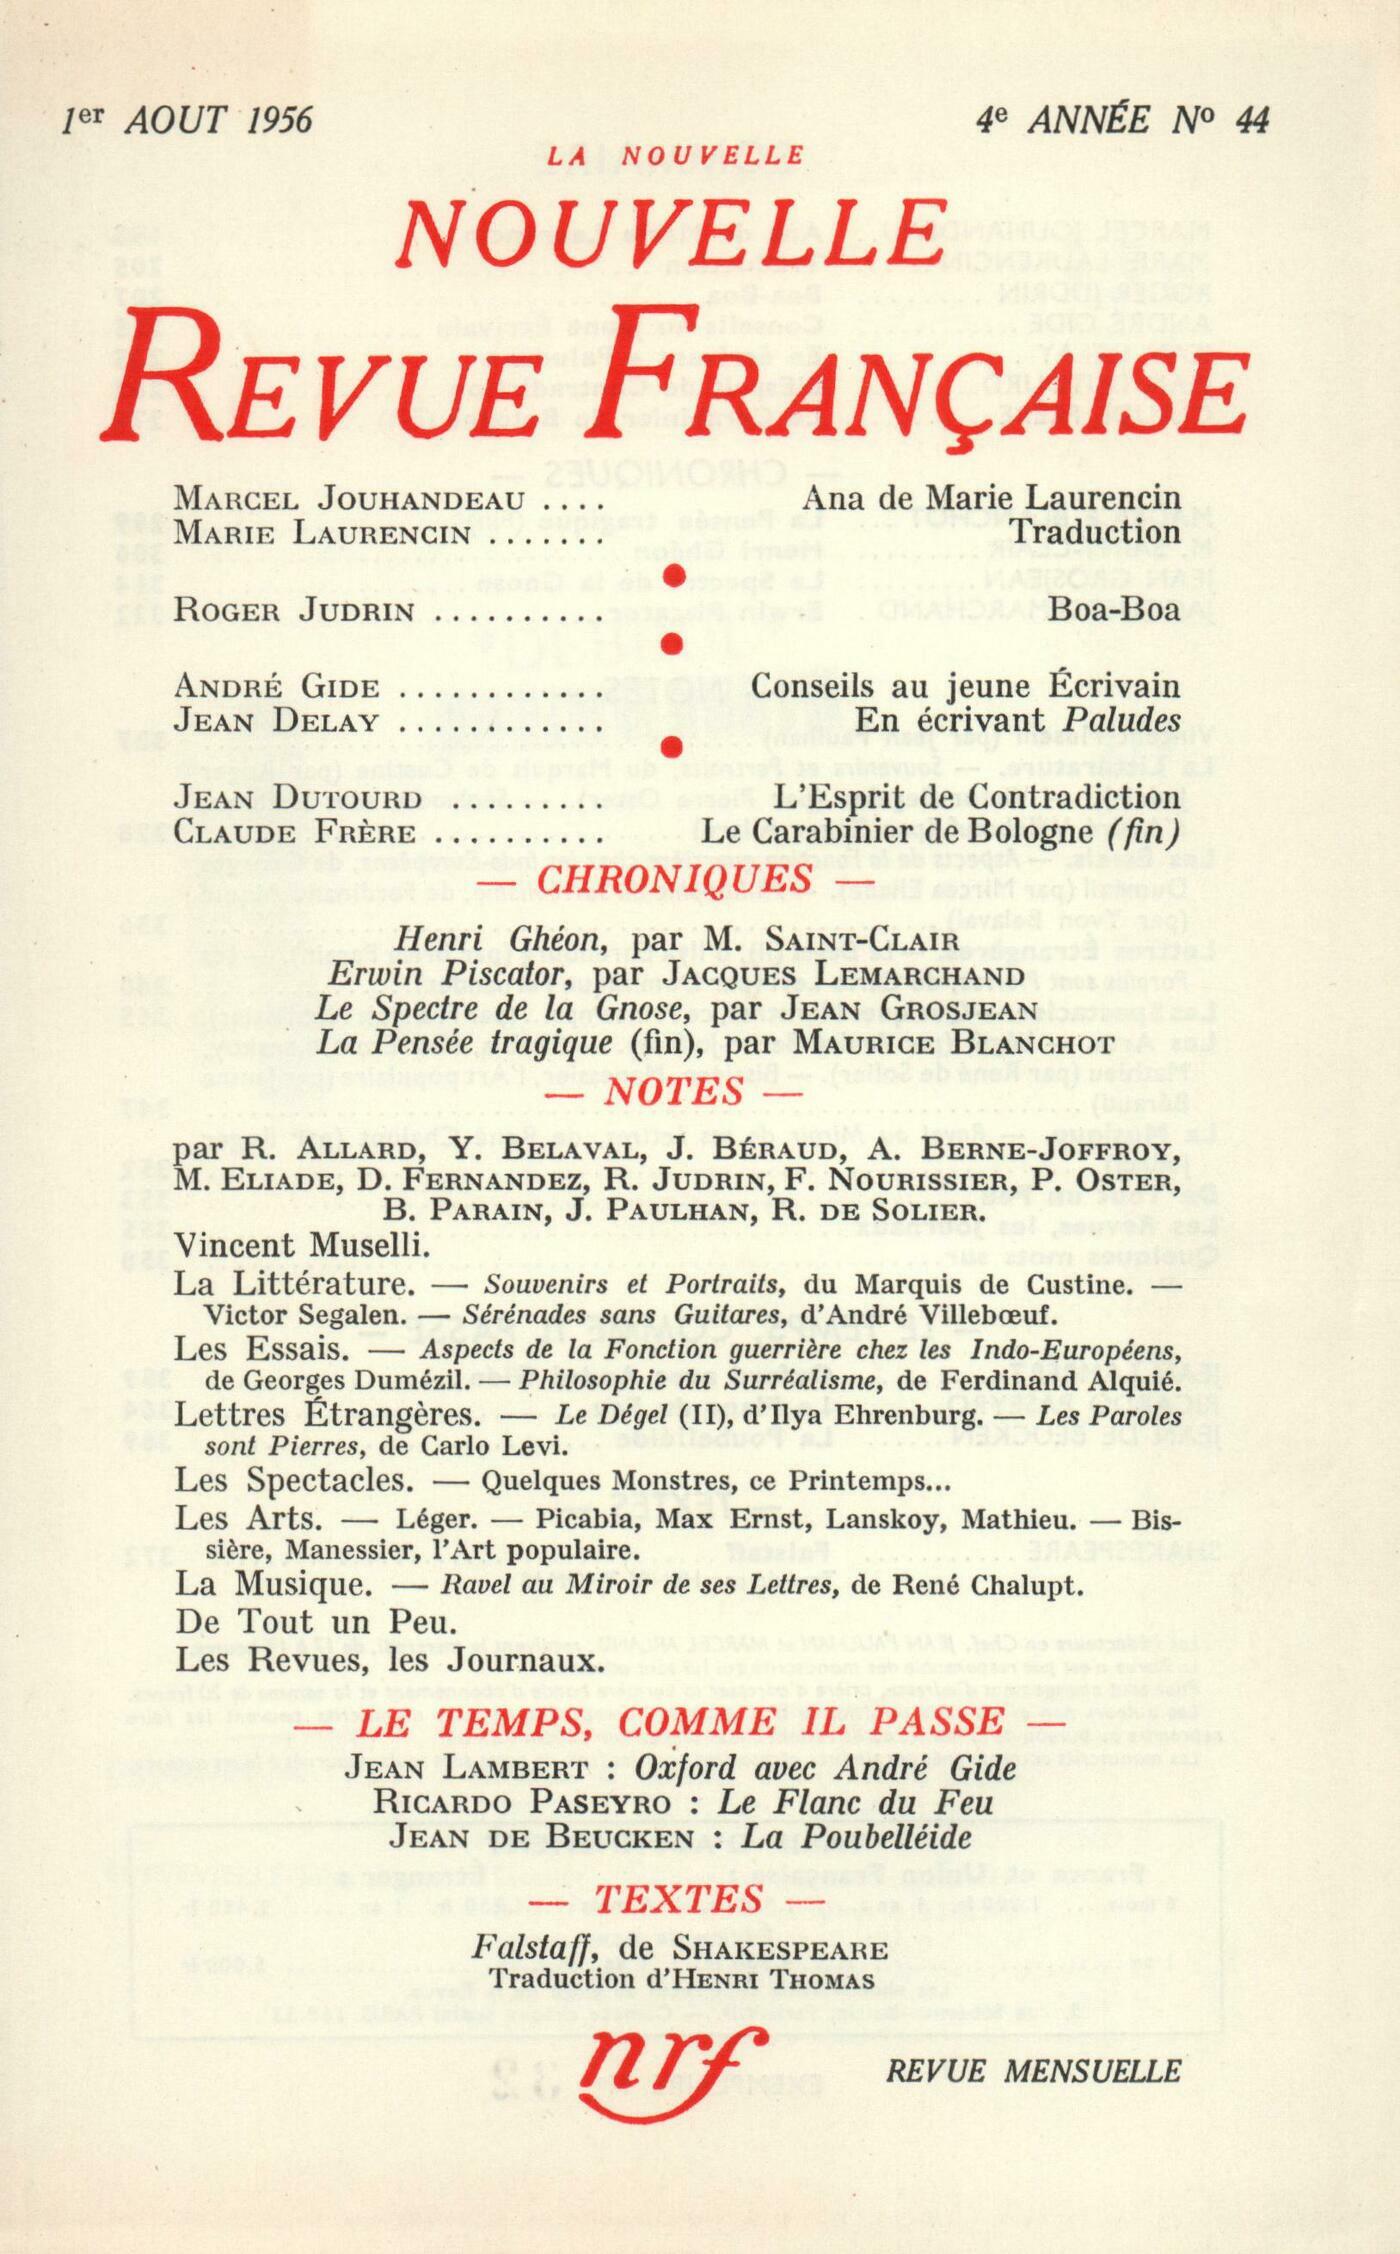 1er AOUT 1956
4e ANNÉE No 44
LA NOUVELLE
NOUVELLE
REVUE FRANÇAISE
MARCEL JOUHANDEAU .... Ana de Marie Laurencin
MARIE LAURENCIN ....... Traduction
ROGER JUDRIN .......... Boa-Boa
ANDRÉ GIDE ............ Conseils au jeune Écrivain
JEAN DELAY ............ En écrivant Paludes
JEAN DUTOURD ......... L'Esprit de Contradiction
CLAUDE FRÈRE .......... Le Carabinier de Bologne (fin)
— CHRONIQUES —
Henri Ghéon, par M. SAINT-CLAIR
Erwin Piscator, par JACQUES LEMARCHAND
Le Spectre de la Gnose, par JEAN GROSJEAN
La Pensée tragique (fin), par MAURICE BLANCHOT
— NOTES —
par R. ALLARD, Y. BELAVAL, J. BÉRAUD, A. BERNE-JOFFROY,
M. ELIADE, D. FERNANDEZ, R. JUDRIN, F. NOURISSIER, P. OSTER,
B. PARAIN, J. PAULHAN, R. DE SOLIER.
Vincent Muselli.
La Littérature. — Souvenirs et Portraits, du Marquis de Custine. —
Victor Segalen. — Sérénades sans Guitares, d'André Villebœuf.
Les Essais. — Aspects de la Fonction guerrière chez les Indo-Européens,
de Georges Dumézil. — Philosophie du Surréalisme, de Ferdinand Alquié.
Lettres Étrangères. — Le Dégel (II), d'Ilya Ehrenburg. — Les Paroles
sont Pierres, de Carlo Levi.
Les Spectacles. — Quelques Monstres, ce Printemps...
Les Arts. — Léger. — Picabia, Max Ernst, Lanskoy, Mathieu. — Bis-
sière, Manessier, l'Art populaire.
La Musique. — Ravel au Miroir de ses Lettres, de René Chalupt.
De Tout un Peu.
Les Revues, les Journaux.
— LE TEMPS, COMME IL PASSE —
JEAN LAMBERT : Oxford avec André Gide
RICARDO PASEYRO : Le Flanc du Feu
JEAN DE BEUCKEN : La Poubelléide
— TEXTES —
Falstaff, de SHAKESPEARE
Traduction d'HENRI THOMAS
nrf
REVUE MENSUELLE